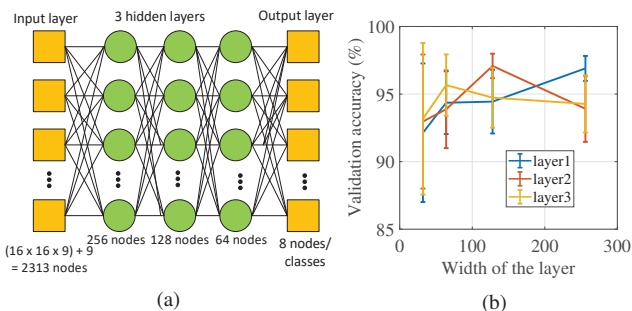 Input layer
3 hidden layers
Output layer
256 nodes
128 nodes
64 nodes
(16 x 16 x 9) + 9
= 2313 nodes
8 nodes/
classes
(a)
Validation accuracy (%)
100
95
90
85
layer1
layer2
layer3
0
100
200
300
Width of the layer
(b)